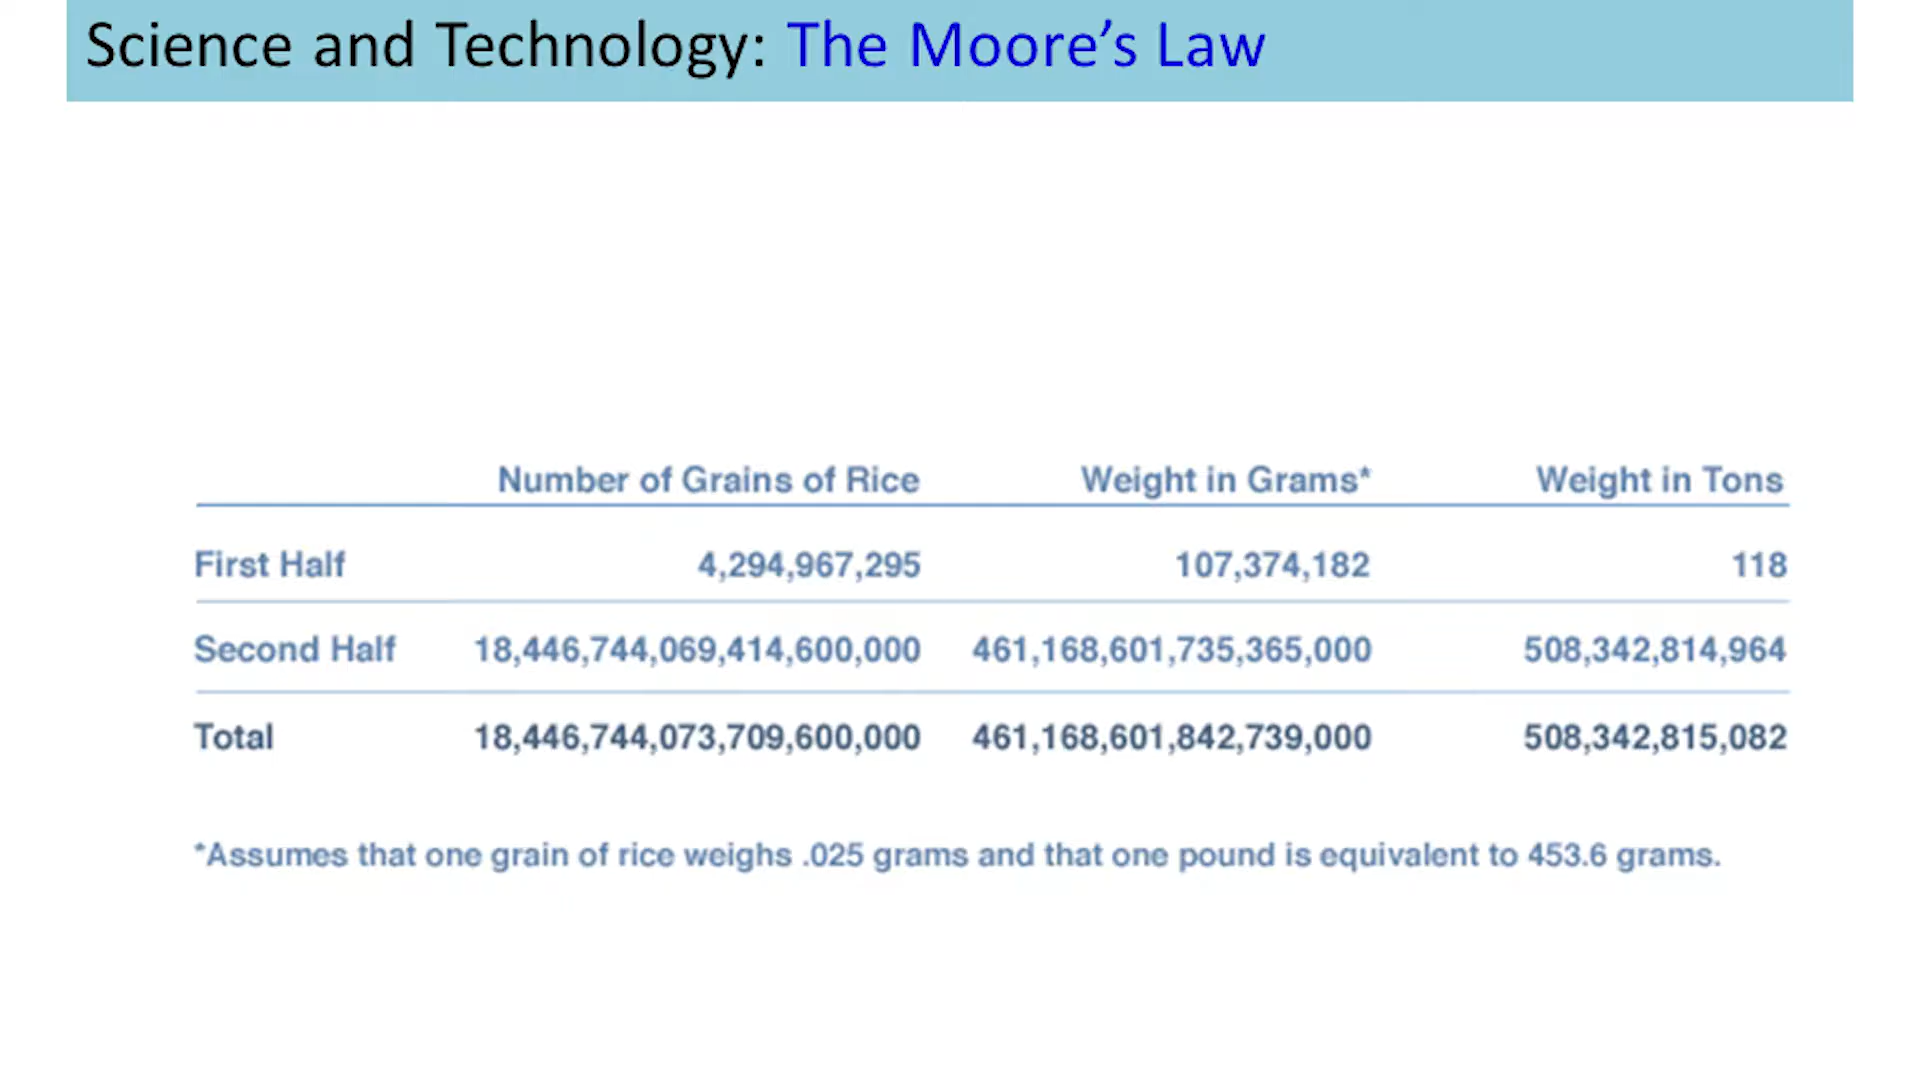 Science and Technology: The Moore’s Law
Number of Grains of Rice Weight in Grams* Weight in Tons
First Half 4,294,967,295 107,374,182 118
Second Half 18,446,744,069,414,600,000 461,168,601,735,365,000 508,342,814,964
Total 18,446,744,073,709,600,000 461,168,601,842,739,000 508,342,815,082
*Assumes that one grain of rice weighs .025 grams and that one pound is equivalent to 453.6 grams.